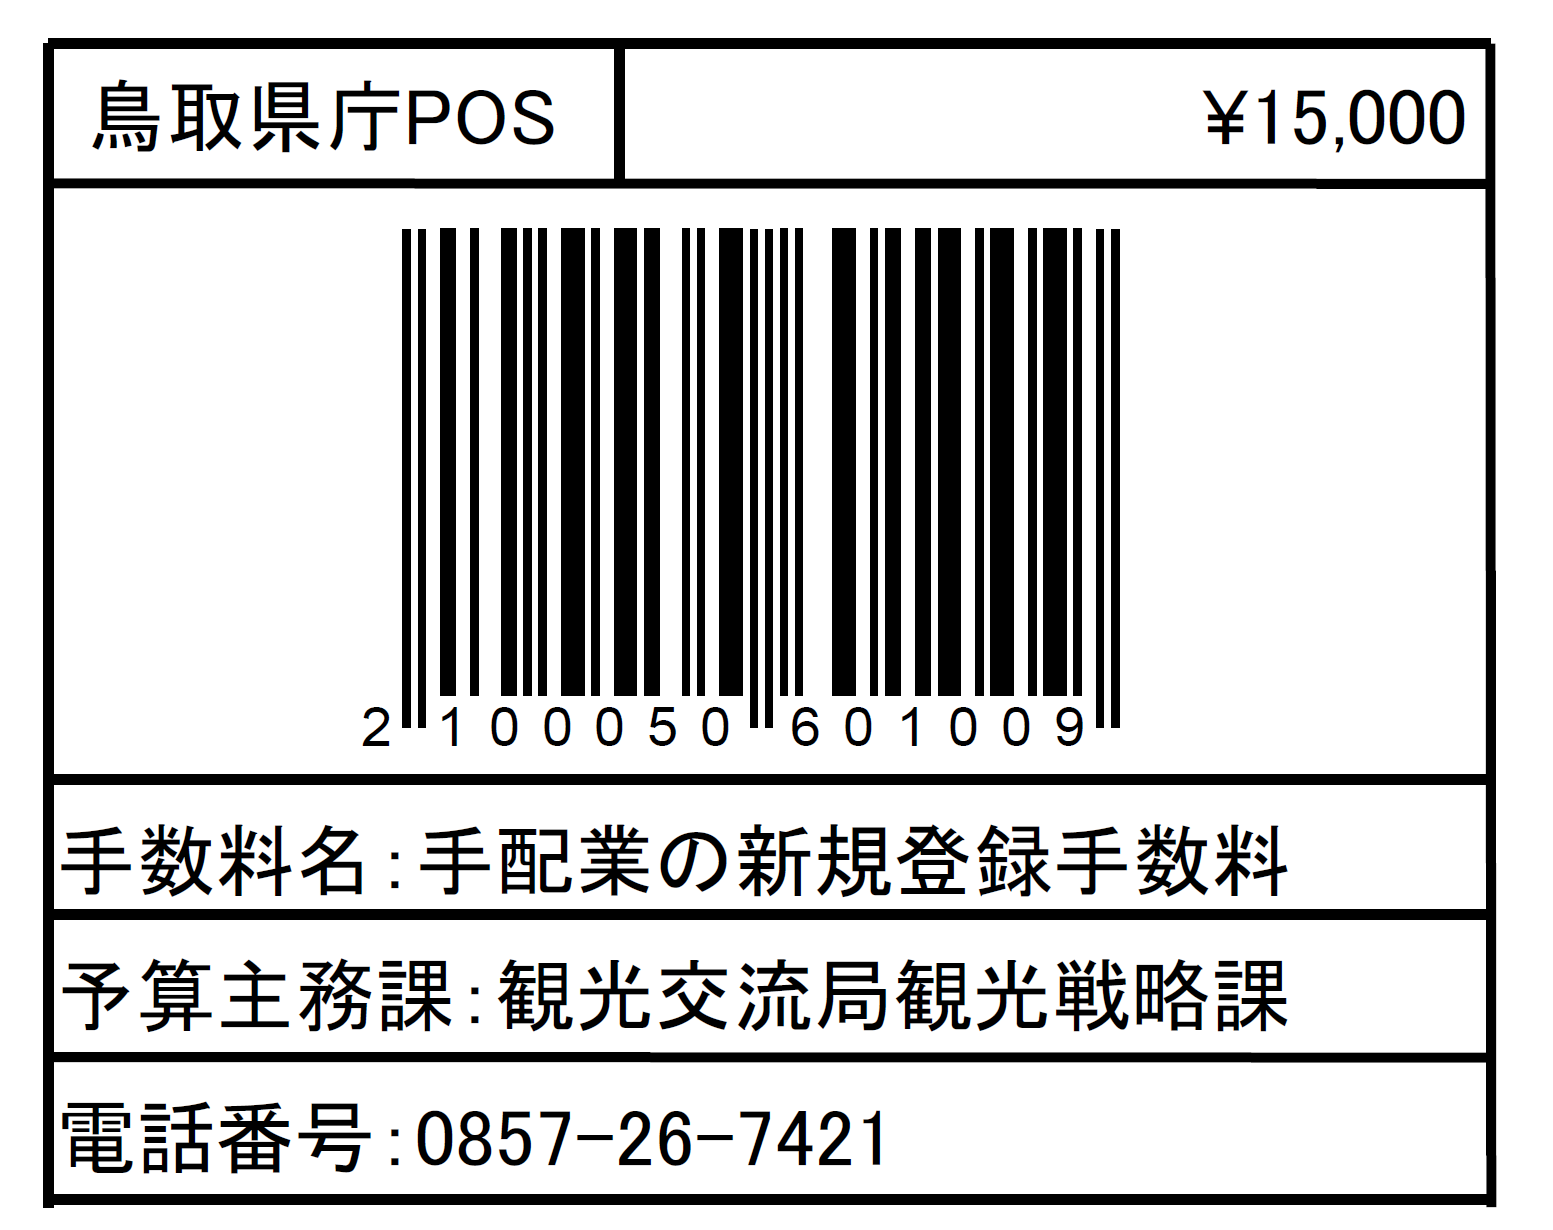 鳥取県庁POS ¥15,000
2 100050 601009
手数料名:手配業の新規登録手数料
予算主務課:観光交流局観光戦略課
電話番号:0857-26-7421